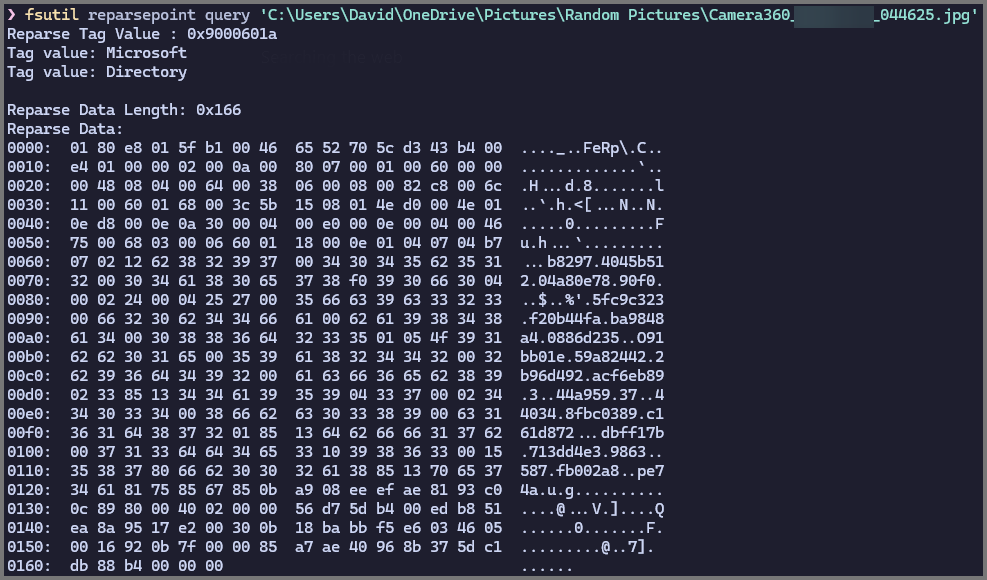 ❯ fsutil reparsepoint query 'C:\Users\David\OneDrive\Pictures\Random Pictures\Camera360_ _044625.jpg'
Reparse Tag Value : 0x9000601a
Tag value: Microsoft
Tag value: Directory
Reparse Data Length: 0x166
Reparse Data:
0000:  01 80 e8 01 5f b1 00 46  65 52 70 5c d3 43 b4 00  ...._..FeRp\.C..
0010:  e4 01 00 00 02 00 0a 00  80 07 00 01 00 60 00 00  .............`..
0020:  00 48 08 04 00 64 00 38  06 00 08 00 82 c8 00 6c  .H...d.8.......l
0030:  11 00 60 01 68 00 3c 5b  15 08 01 4e d0 00 4e 01  ..`.h.<[...N..N.
0040:  0e d8 00 0e 0a 30 00 04  00 e0 00 0e 00 04 00 46  .....0.........F
0050:  75 00 68 03 00 06 60 01  18 00 0e 01 04 07 04 b7  u.h...`.........
0060:  07 02 12 62 38 32 39 37  00 34 30 34 35 62 35 31  ...b8297.4045b51
0070:  32 00 30 34 61 38 30 65  37 38 f0 39 30 66 30 04  2.04a80e78.90f0.
0080:  00 02 24 00 04 25 27 00  35 66 63 39 63 33 32 33  ..$..%'.5fc9c323
0090:  00 66 32 30 62 34 34 66  61 00 62 61 39 38 34 38  .f20b44fa.ba9848
00a0:  61 34 00 30 38 38 36 64  32 33 35 01 05 4f 39 31  a4.0886d235..O91
00b0:  62 62 30 31 65 00 35 39  61 38 32 34 34 32 00 32  bb01e.59a82442.2
00c0:  62 39 36 64 34 39 32 00  61 63 66 36 65 62 38 39  b96d492.acf6eb89
00d0:  02 33 85 13 34 34 61 39  35 39 04 33 37 00 02 34  .3..44a959.37..4
00e0:  34 30 33 34 00 38 66 62  63 30 33 38 39 00 63 31  4034.8fbc0389.c1
00f0:  36 31 64 38 37 32 01 85  13 64 62 66 66 31 37 62  61d872...dbff17b
0100:  00 37 31 33 64 64 34 65  33 10 39 38 36 33 00 15  .713dd4e3.9863..
0110:  35 38 37 80 66 62 30 30  32 61 38 85 13 70 65 37  587.fb002a8..pe7
0120:  34 61 81 75 85 67 85 0b  a9 08 ee ef ae 81 93 c0  4a.u.g..........
0130:  0c 89 80 00 40 02 00 00  56 d7 5d b4 00 ed b8 51  ....@...V.]....Q
0140:  ea 8a 95 17 e2 00 30 0b  18 ba bb f5 e6 03 46 05  ......0.......F.
0150:  00 16 92 0b 7f 00 00 85  a7 ae 40 96 8b 37 5d c1  .........@..7].
0160:  db 88 b4 00 00 00  ......